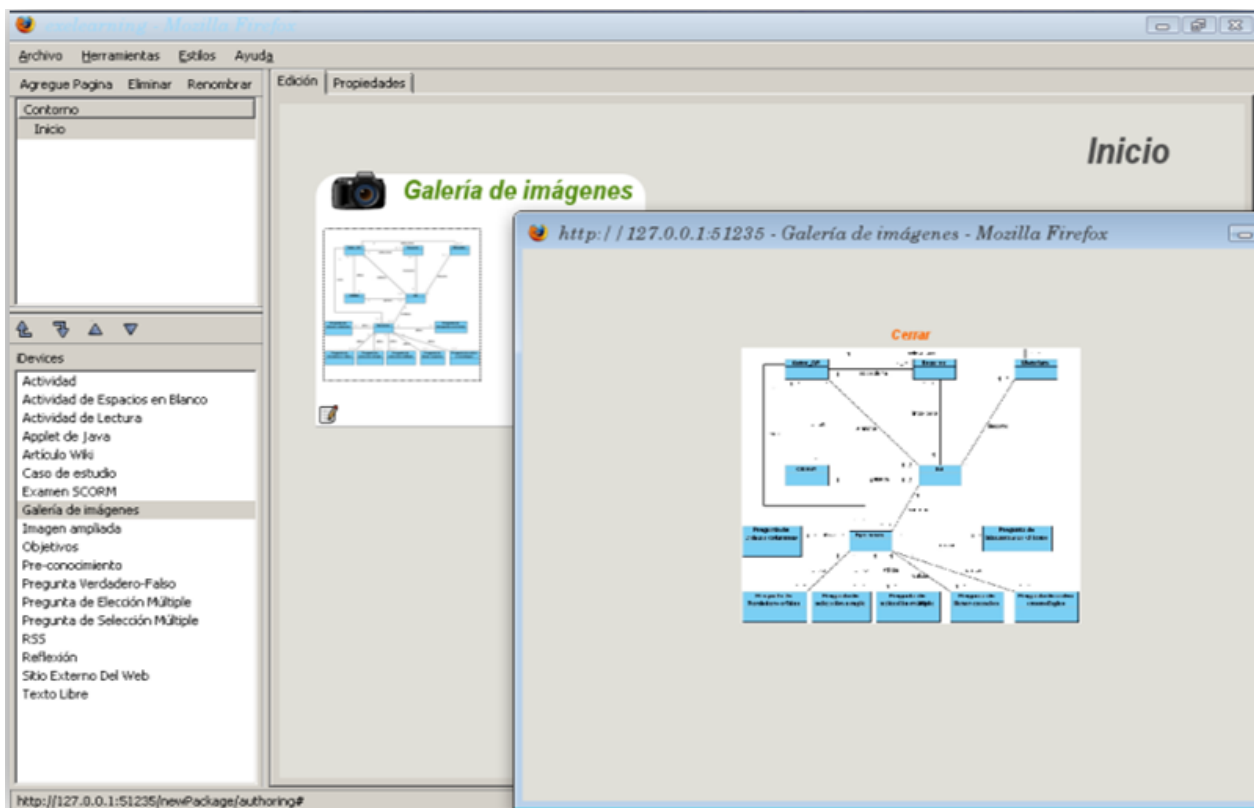 exelearning - Mozilla Firefox
Archivo Herramientas Estilos Ayuda
Agregue Pagina Eliminar Renombrar
Edición Propiedades
Contorno
Inicio
Inicio
Galería de imágenes
http://127.0.0.1:51235 - Galería de imágenes - Mozilla Firefox
Cerrar
iDevices
Actividad
Actividad de Espacios en Blanco
Actividad de Lectura
Applet de Java
Artículo Wiki
Caso de estudio
Examen SCORM
Galería de imágenes
Imagen ampliada
Objetivos
Pre-conocimiento
Pregunta Verdadero-Falso
Pregunta de Elección Múltiple
Pregunta de Selección Múltiple
RSS
Reflexión
Sitio Externo Del Web
Texto Libre
http://127.0.0.1:51235/newPackage/authoring#